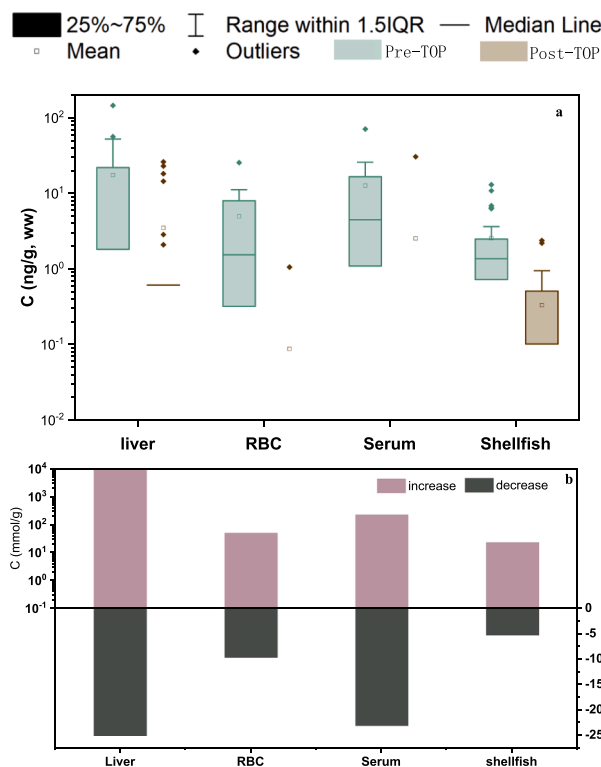 25%~75% Range within 1.5IQR Median Line
Mean Outliers Pre-TOP Post-TOP
a
C (ng/g, ww)
10²
10¹
10⁰
10⁻¹
10⁻²
liver RBC Serum Shellfish
b
increase decrease
C (mmol/g)
10⁴
10³
10²
10¹
10⁰
10⁻¹
0
-5
-10
-15
-20
-25
Liver RBC Serum shellfish